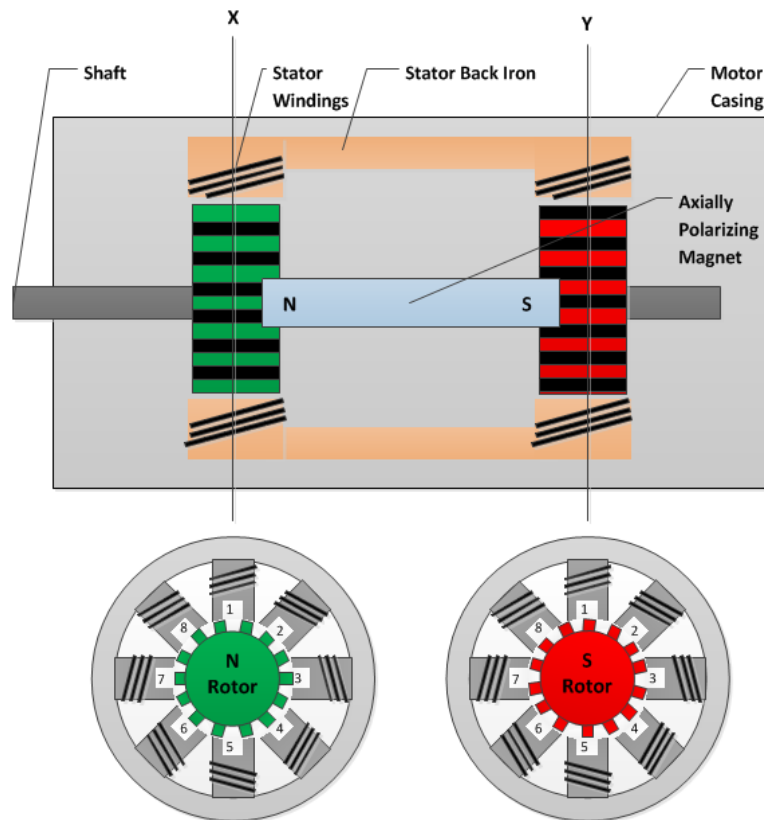 X
Y
Shaft
Stator
Windings
Stator Back Iron
Motor
Casing
Axially
Polarizing
Magnet
N
S
1
2
3
4
5
6
7
8
N
Rotor
1
2
3
4
5
6
7
8
S
Rotor